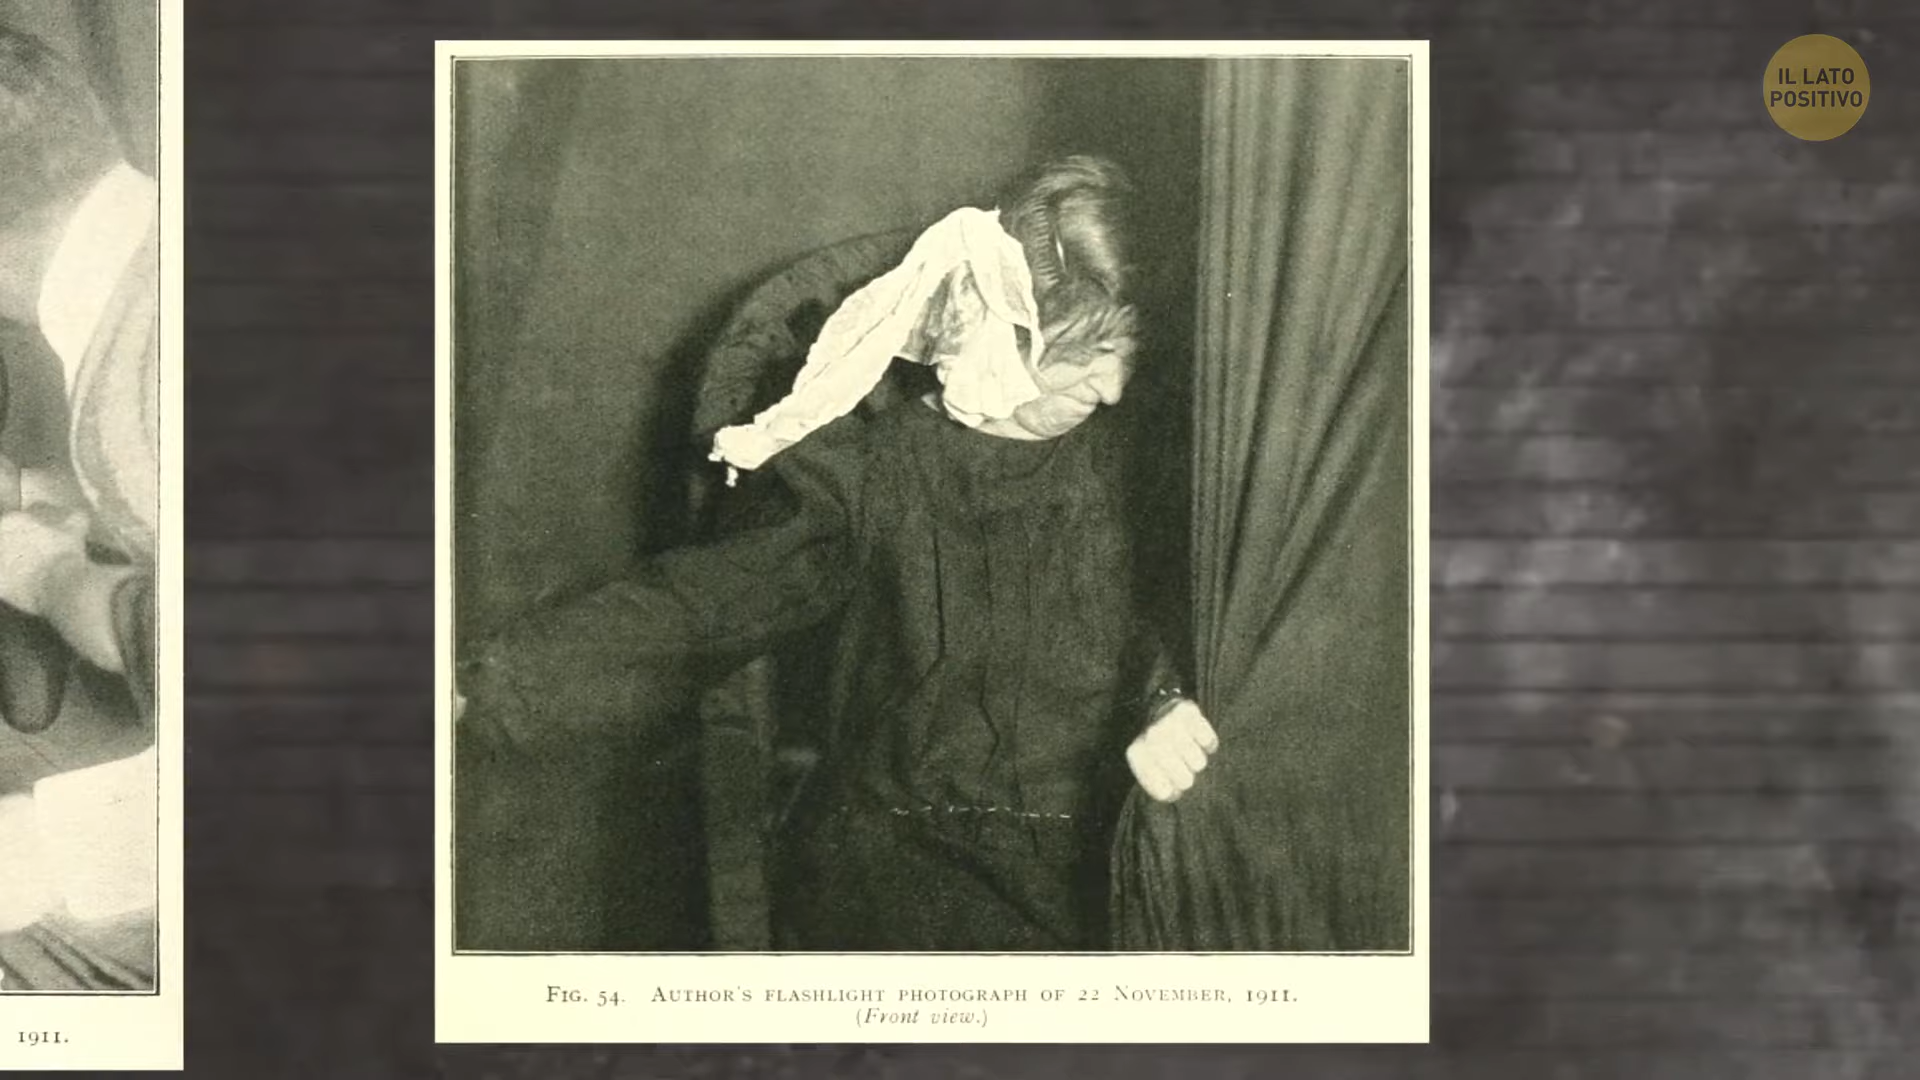 IL LATO
POSITIVO
FIG. 54. AUTHOR'S FLASHLIGHT PHOTOGRAPH OF 22 NOVEMBER, 1911.
(Front view.)
1911.